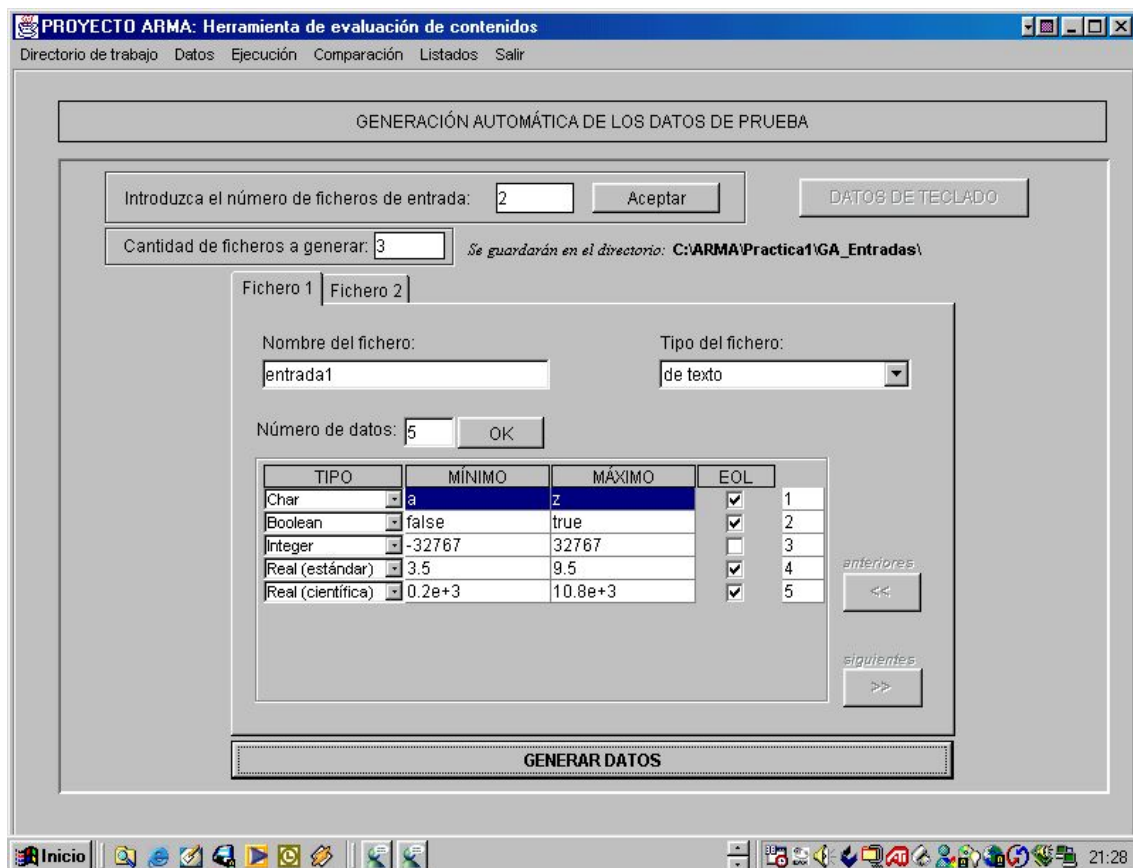 PROYECTO ARMA: Herramienta de evaluación de contenidos
Directorio de trabajo Datos Ejecución Comparación Listados Salir
GENERACIÓN AUTOMÁTICA DE LOS DATOS DE PRUEBA
Introduzca el número de ficheros de entrada: 2 Aceptar DATOS DE TECLADO
Cantidad de ficheros a generar: 3 Se guardarán en el directorio: C:\ARMA\Practica1\GA_Entradas\
Fichero 1 Fichero 2
Nombre del fichero: Tipo del fichero:
entrada1 de texto
Número de datos: 5 OK
TIPO MÍNIMO MÁXIMO EOL
Char a z 1
Boolean false true 2
Integer -32767 32767 3
Real (estándar) 3.5 9.5 4
Real (científica) 0.2e+3 10.8e+3 5
anteriores
<<
siguientes
>>
GENERAR DATOS
Inicio 21:28